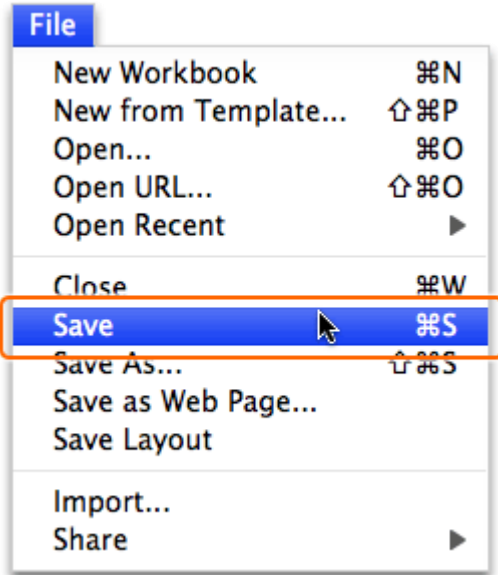 File
New Workbook ⌘N
New from Template... ⇧⌘P
Open... ⌘O
Open URL... ⇧⌘O
Open Recent ▶
Close ⌘W
Save ⌘S
Save As... ⇧⌘S
Save as Web Page...
Save Layout
Import...
Share ▶